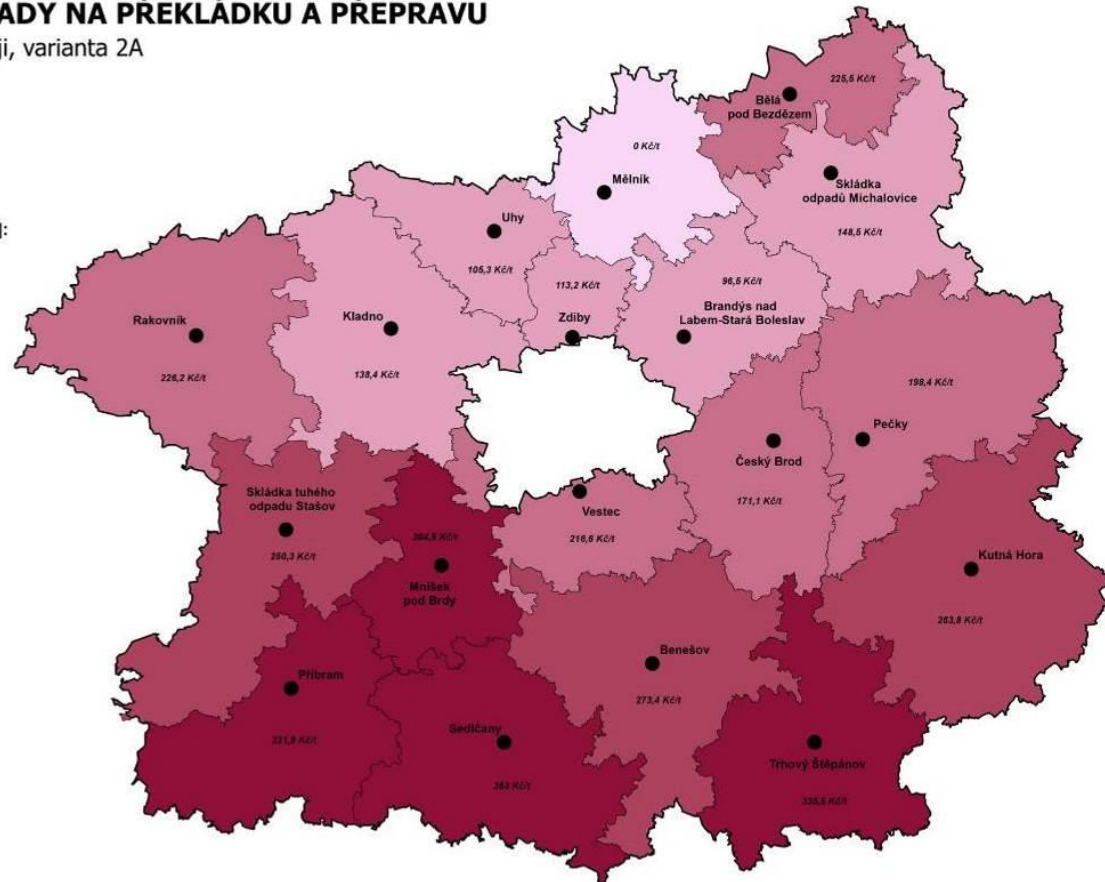 ADY NA PŘEKLÁDKU A PŘEPRAVU
ji, varianta 2A
225,5 Kč/t
Bělá
pod Bezdězem
0 Kč/t
Mělník
Skládka
odpadů Michalovice
148,5 Kč/t
Uhy
105,3 Kč/t
]:
113,2 Kč/t
Zdiby
96,5 Kč/t
Brandýs nad
Labem-Stará Boleslav
Rakovník
226,2 Kč/t
Kladno
138,4 Kč/t
198,4 Kč/t
Pečky
Český Brod
171,1 Kč/t
Skládka tuhého
odpadu Stašov
250,3 Kč/t
Vestec
216,6 Kč/t
Mníšek
pod Brdy
Kutná Hora
263,8 Kč/t
Benešov
273,4 Kč/t
Příbram
Sedlčany
Trhový Štěpánov